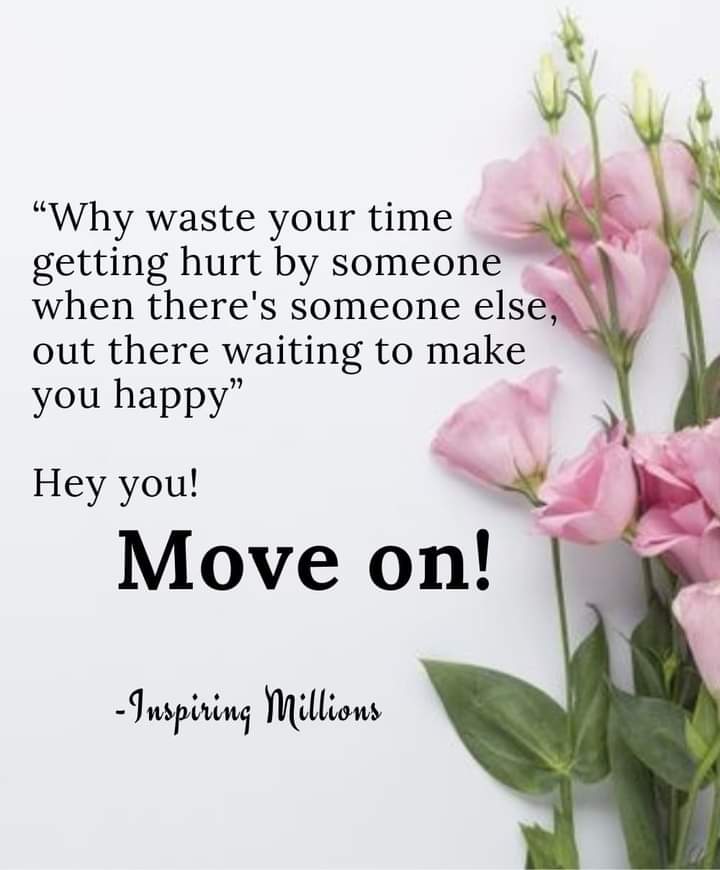 “Why waste your time
getting hurt by someone
when there's someone else,
out there waiting to make
you happy”
Hey you!
Move on!
-Inspiring Millions